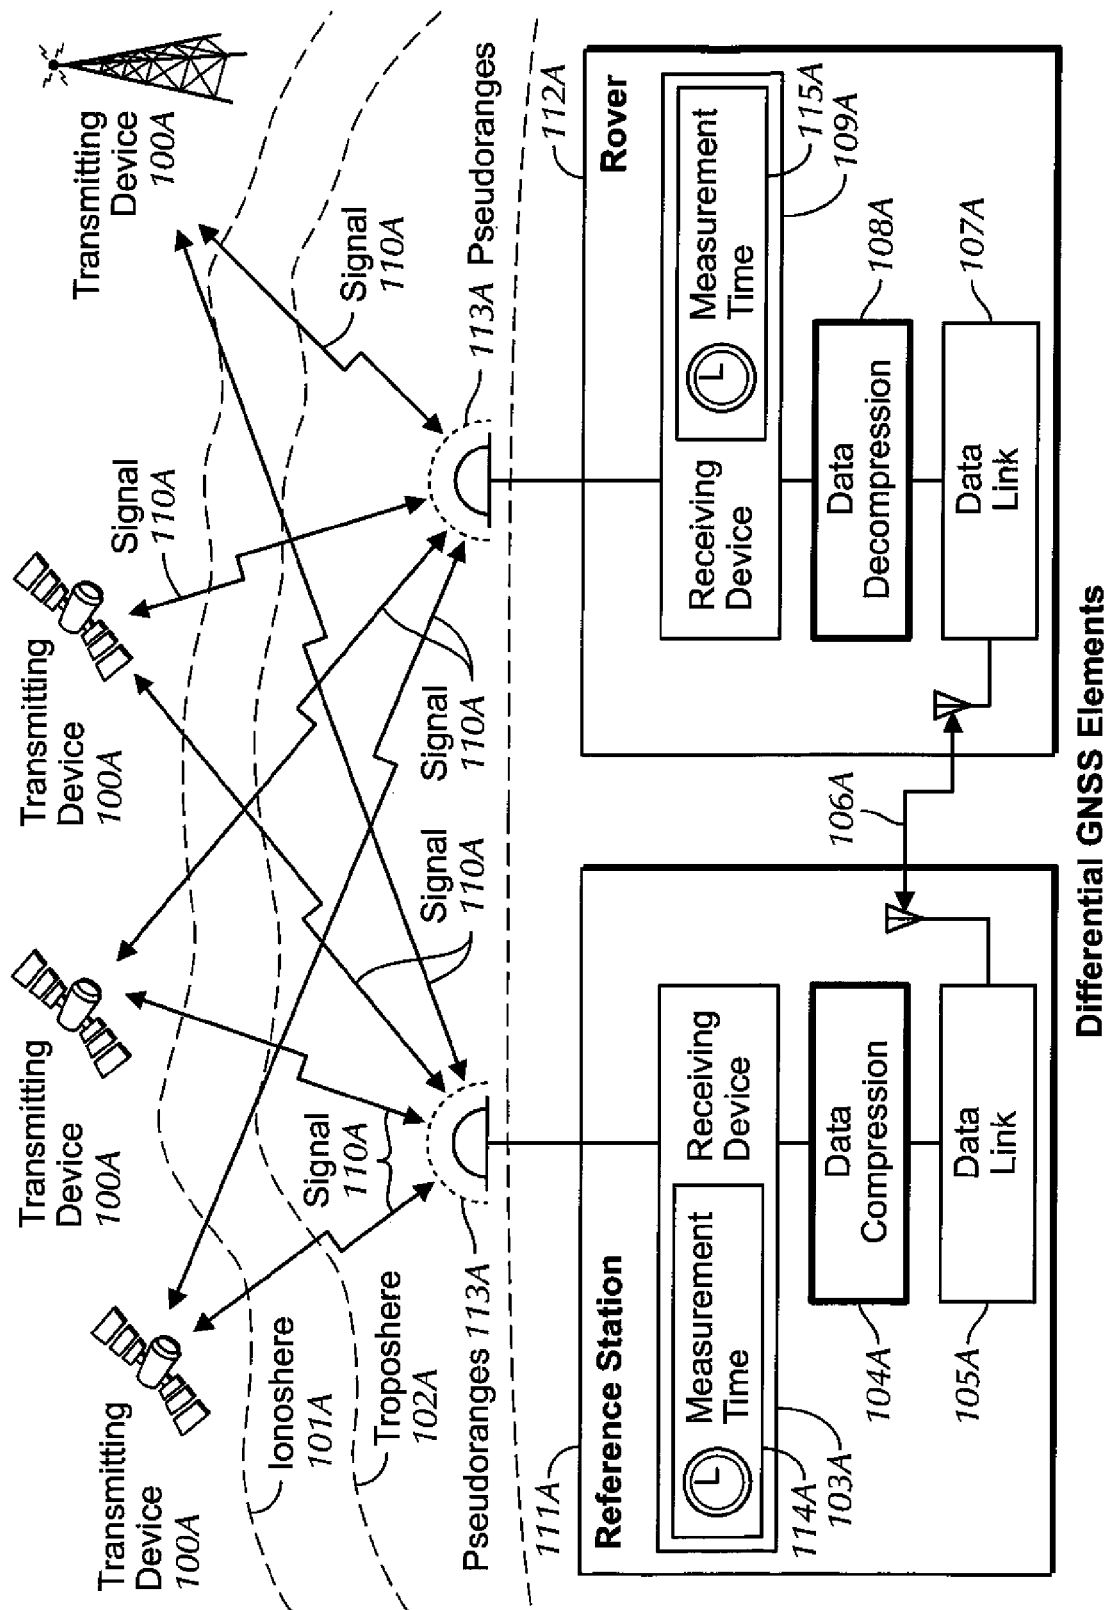 Transmitting
Device
100A
Transmitting
Device
100A
Transmitting
Device
100A
Transmitting
Device
100A
Ionoshere
101A
Troposhere
102A
Signal
110A
Signal
110A
Signal
110A
Signal
110A
Signal
110A
Pseudoranges 113A
113A Pseudoranges
111A
Reference Station
Measurement
Time
Receiving
Device
114A
103A
Data
Compression
104A
Data
Link
105A
106A
112A
Rover
Receiving
Device
Measurement
Time
115A
109A
Data
Decompression
108A
Data
Link
107A
Differential GNSS Elements